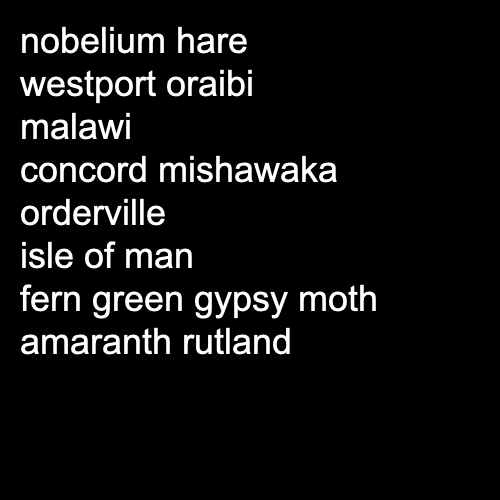 nobelium hare
westport oraibi
malawi
concord mishawaka
orderville
isle of man
fern green gypsy moth
amaranth rutland